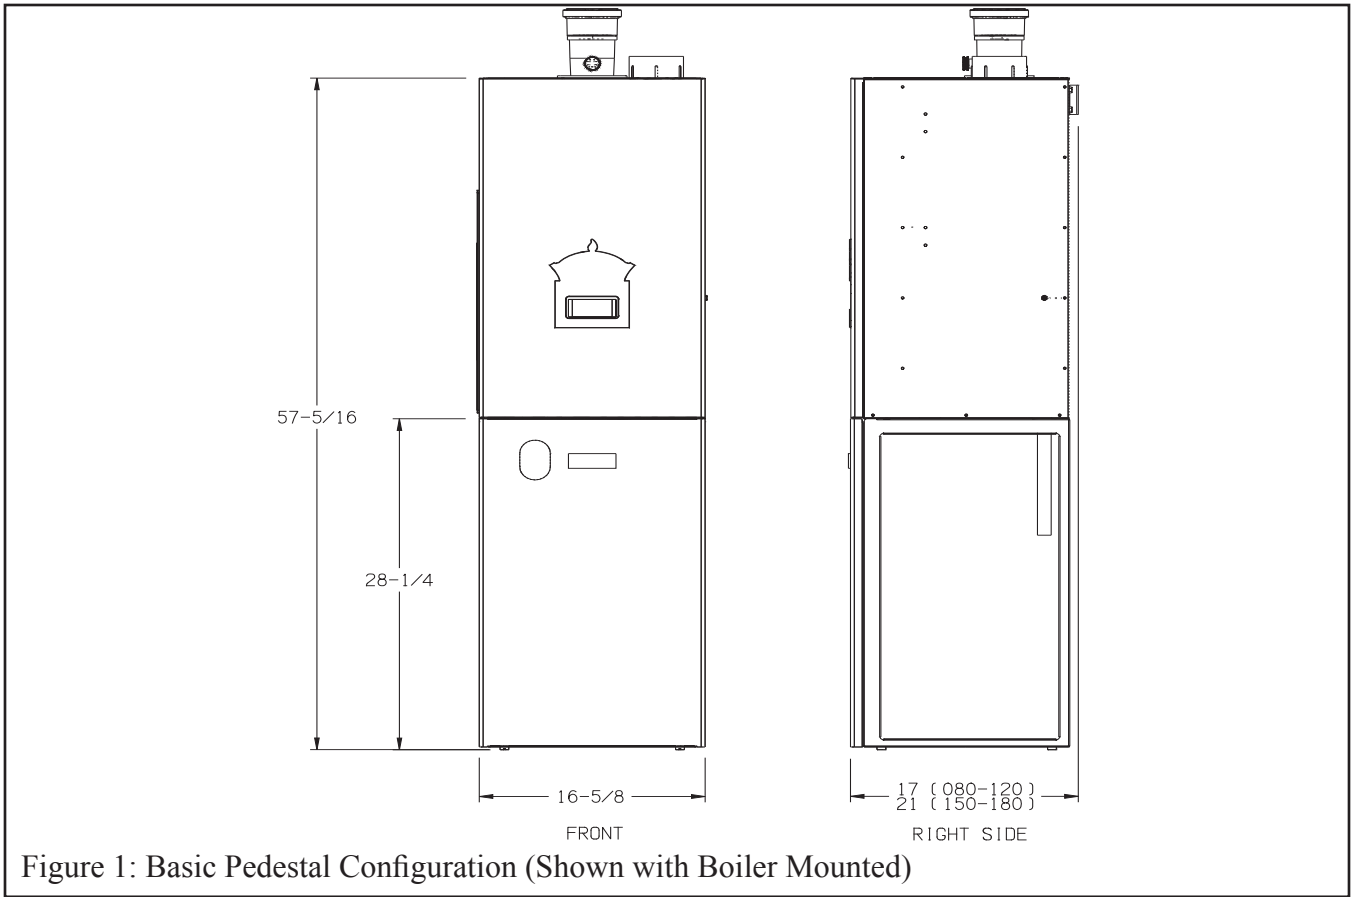 57-5/16
28-1/4
16-5/8
17 (080-120)
21 (150-180)
FRONT
RIGHT SIDE
Figure 1: Basic Pedestal Configuration (Shown with Boiler Mounted)